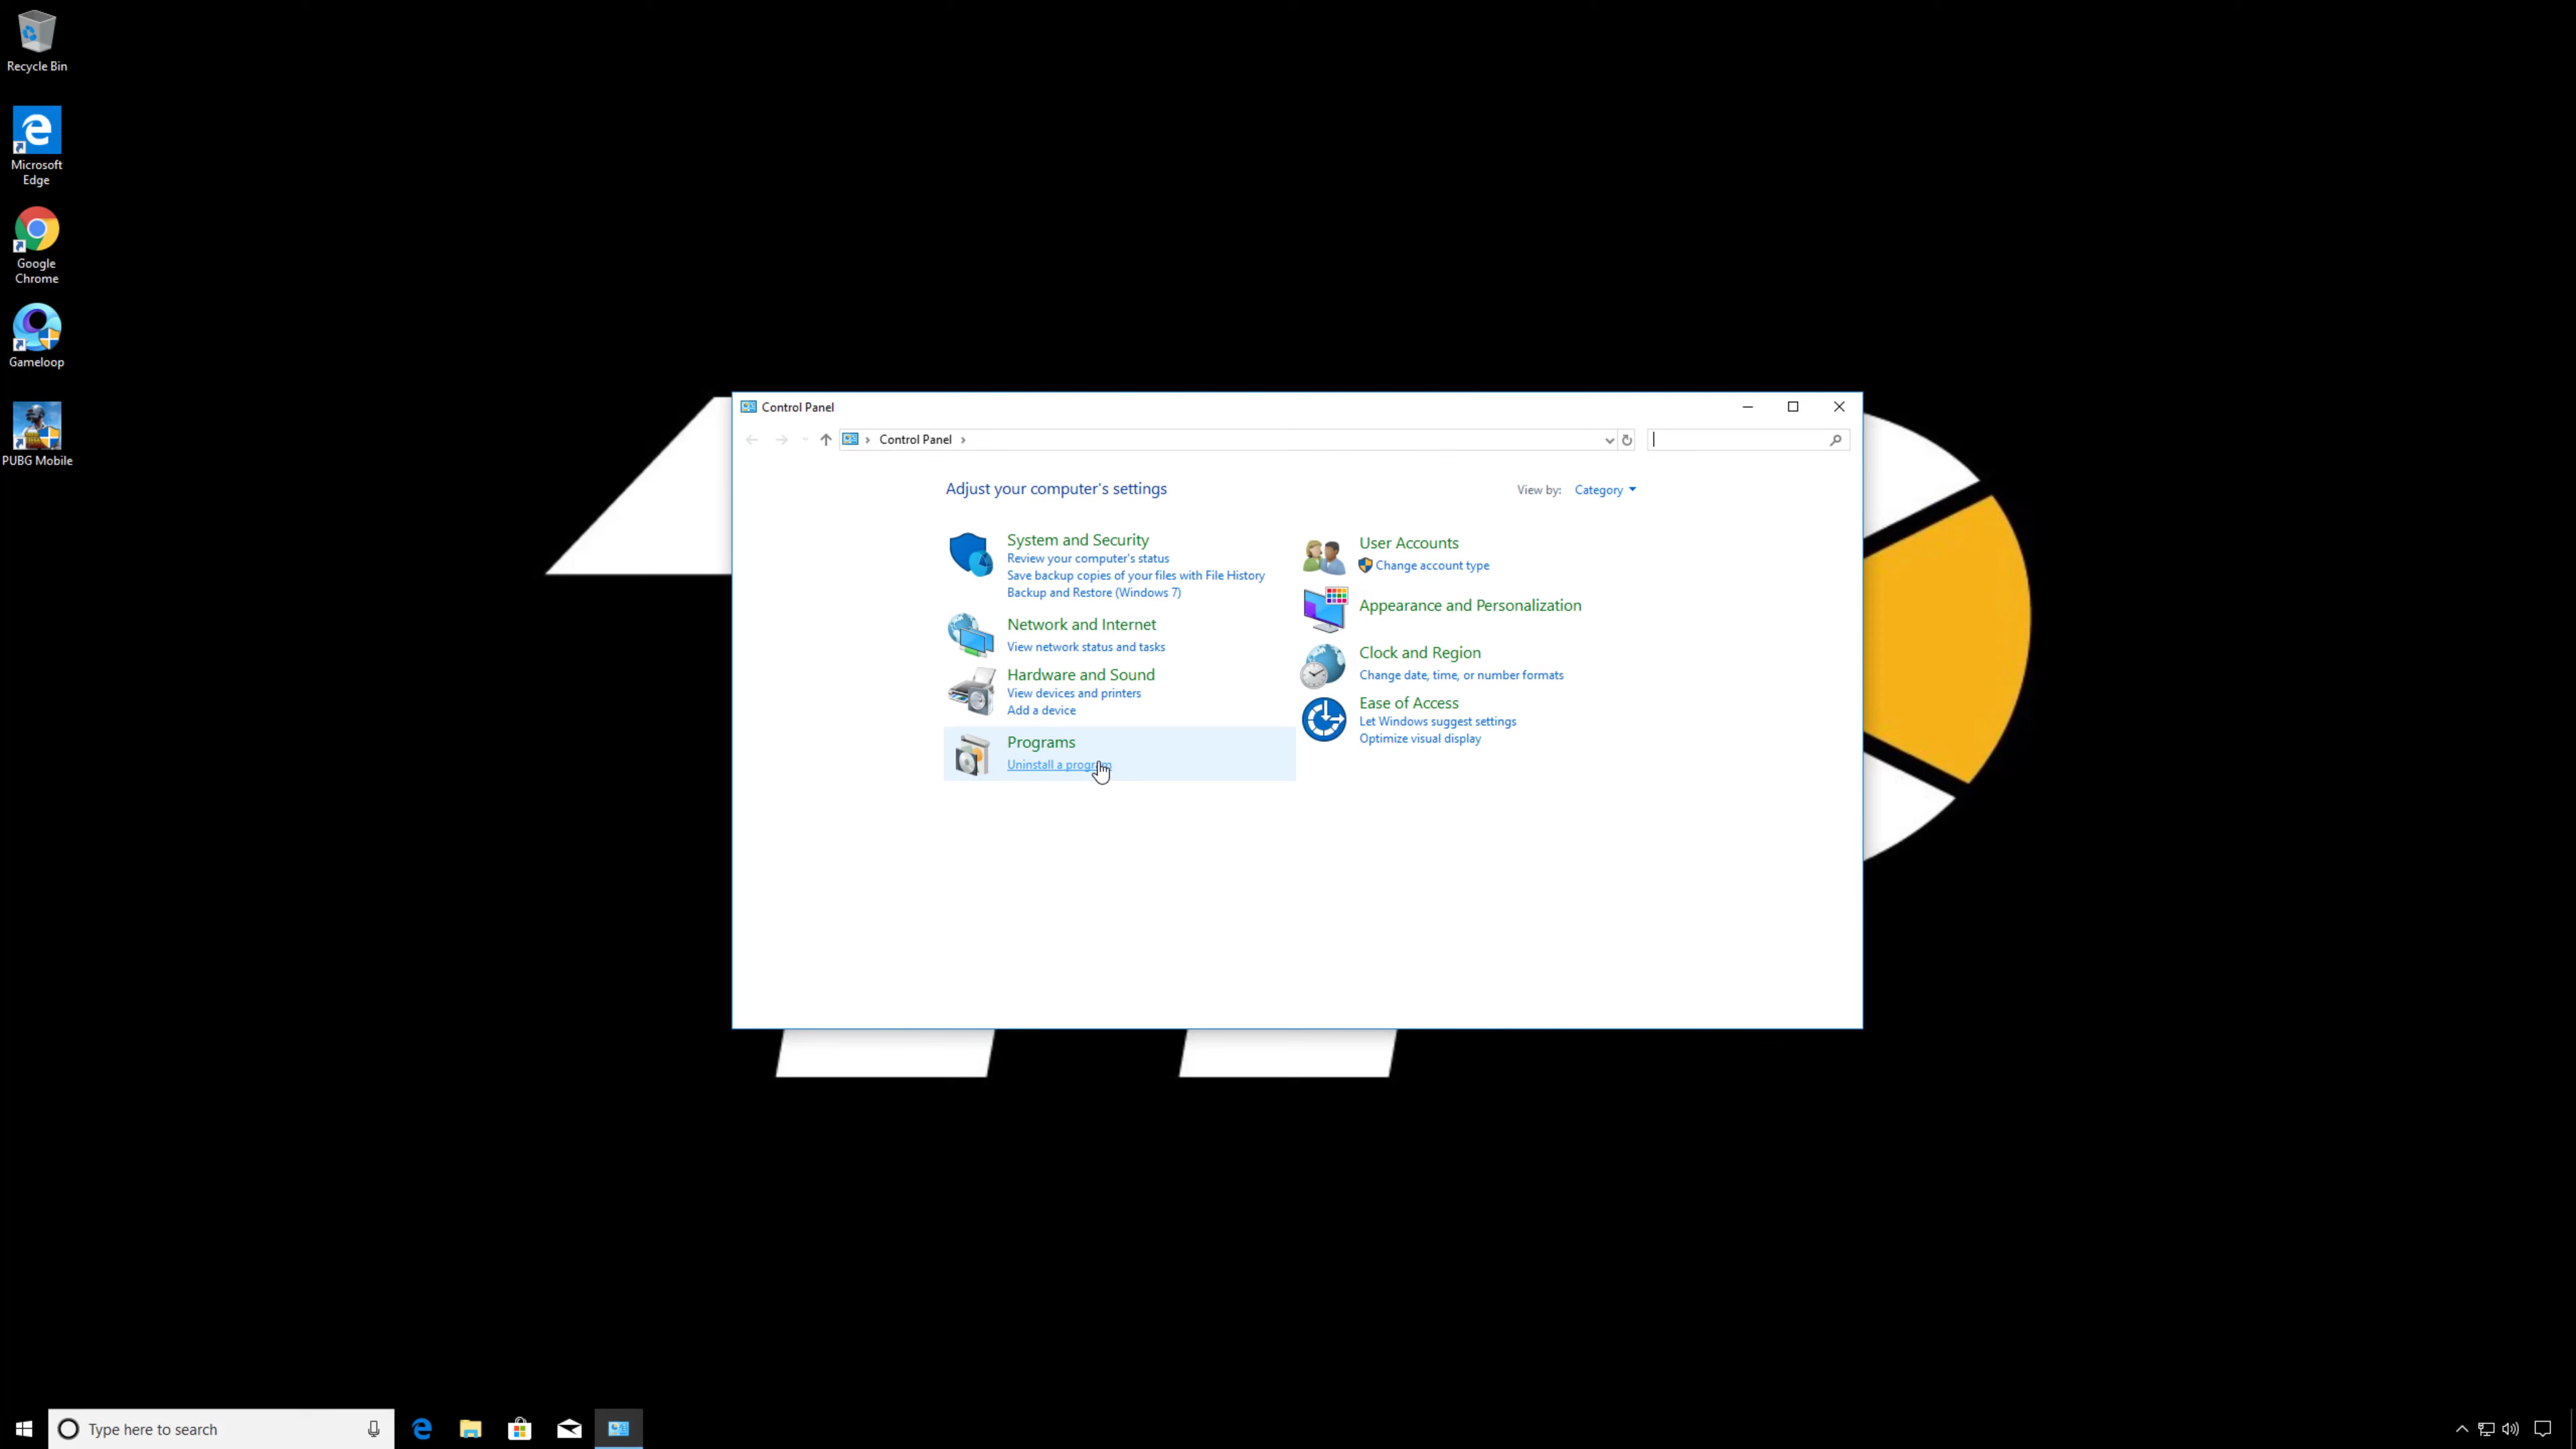 Recycle Bin
Microsoft
Edge
Google
Chrome
Gameloop
PUBG Mobile
Control Panel
Control Panel
Adjust your computer's settings
View by: Category
System and Security
Review your computer's status
Save backup copies of your files with File History
Backup and Restore (Windows 7)
Network and Internet
View network status and tasks
Hardware and Sound
View devices and printers
Add a device
Programs
Uninstall a program
User Accounts
Change account type
Appearance and Personalization
Clock and Region
Change date, time, or number formats
Ease of Access
Let Windows suggest settings
Optimize visual display
Type here to search